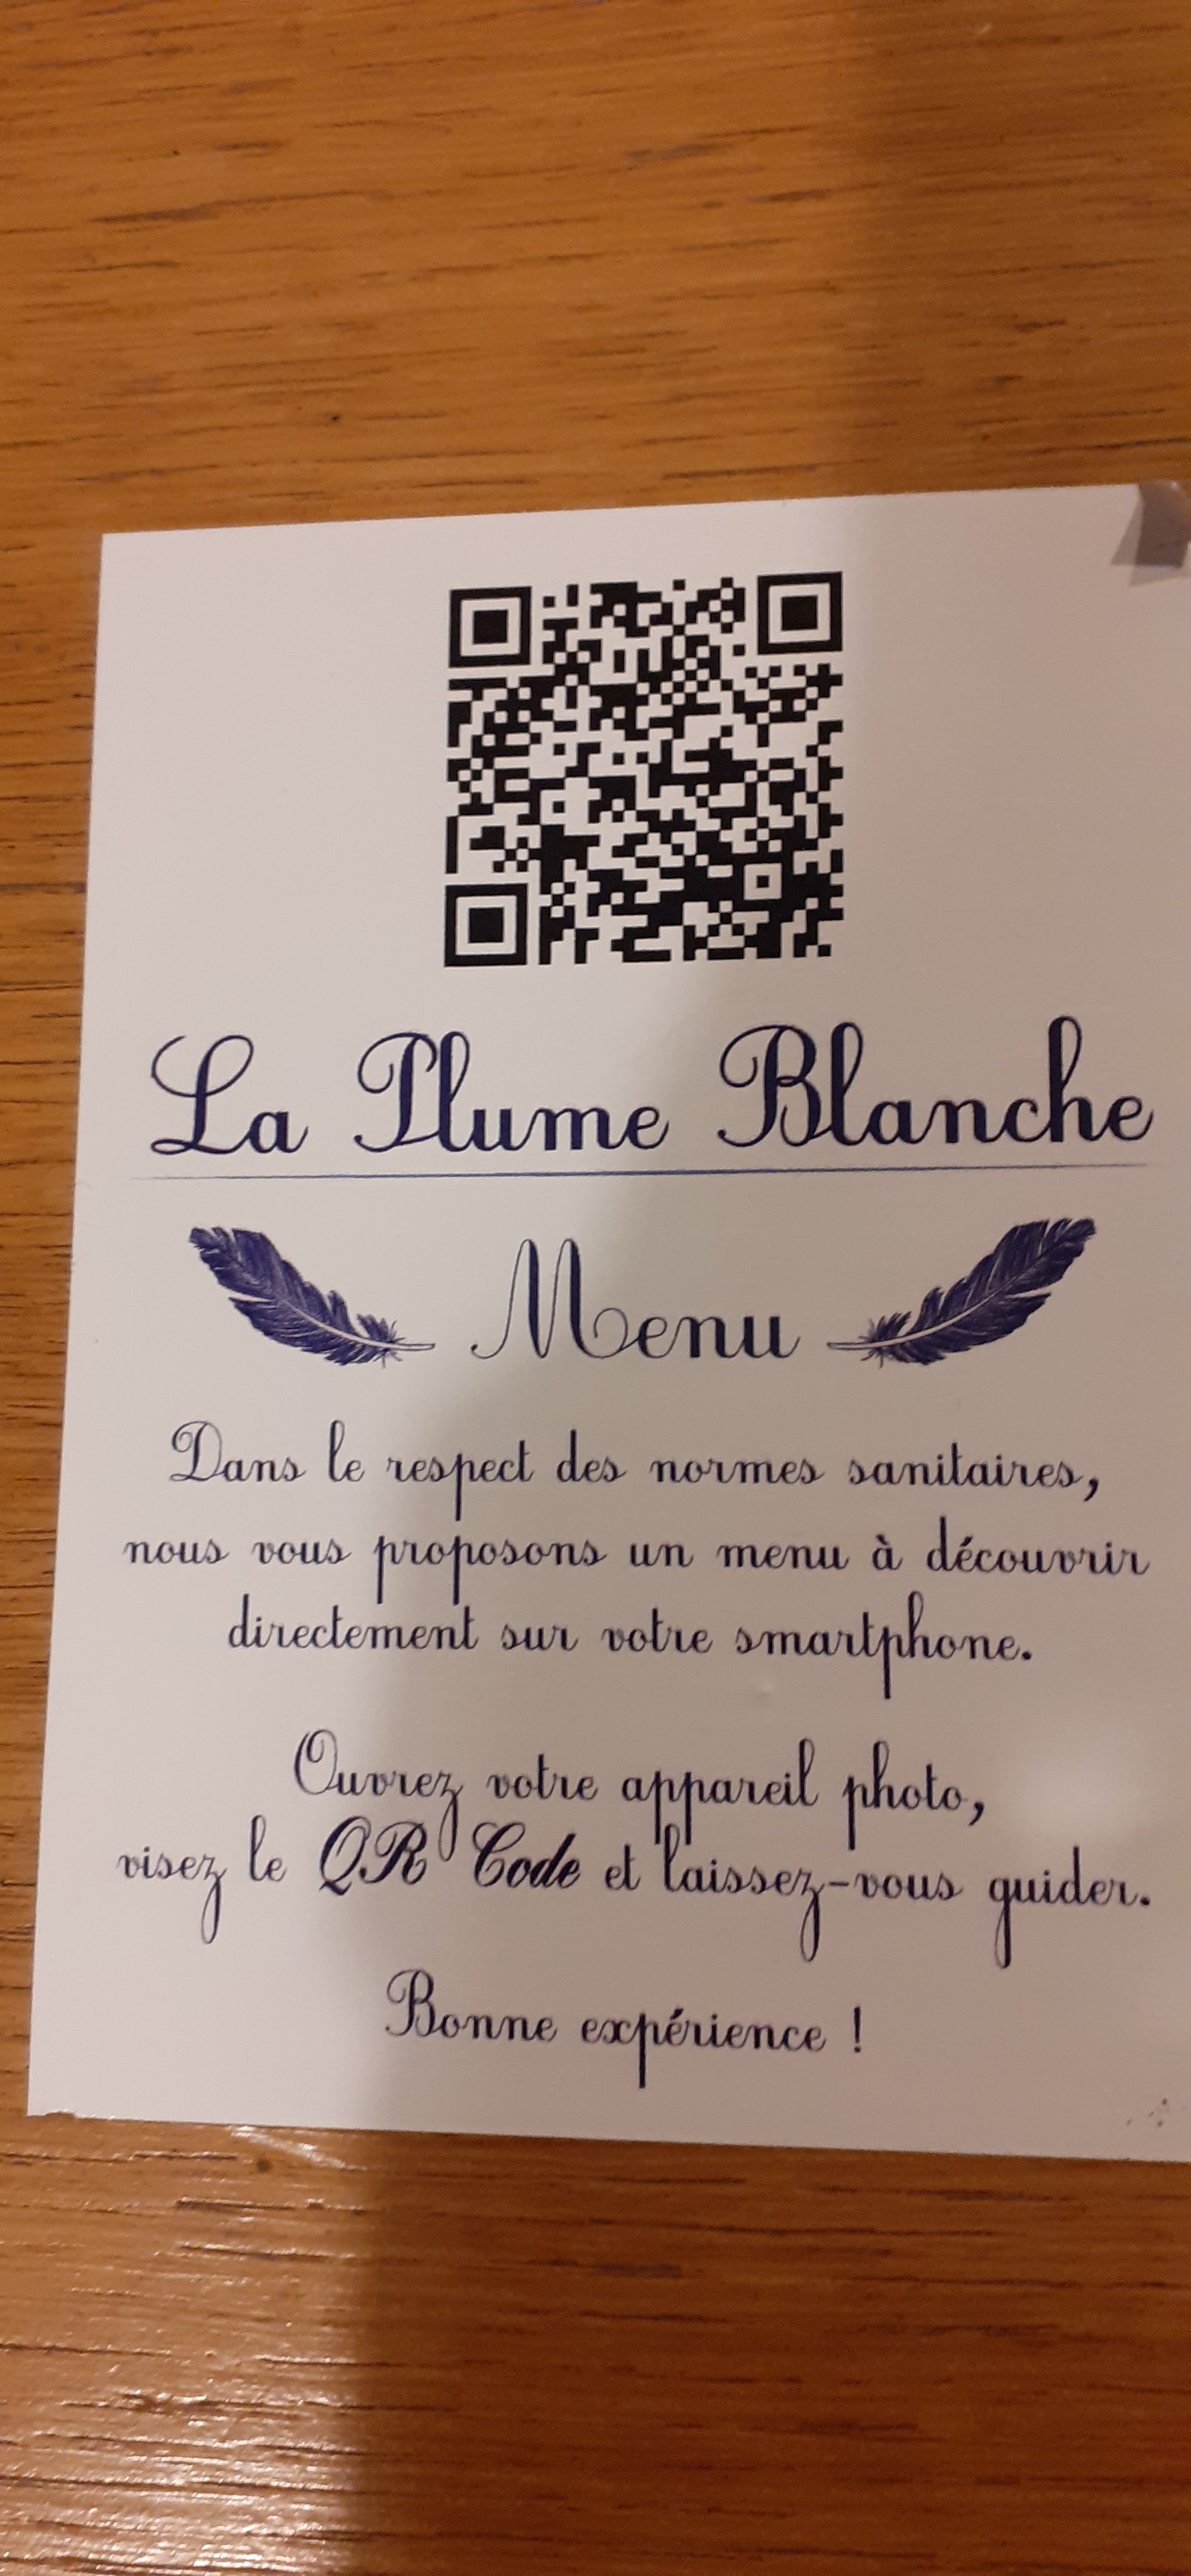 La Plume Blanche
Menu
Dans le respect des normes sanitaires,
nous vous proposons un menu à découvrir
directement sur votre smartphone.
Ouvrez votre appareil photo,
visez le QR Code et laissez-vous guider.
Bonne expérience !